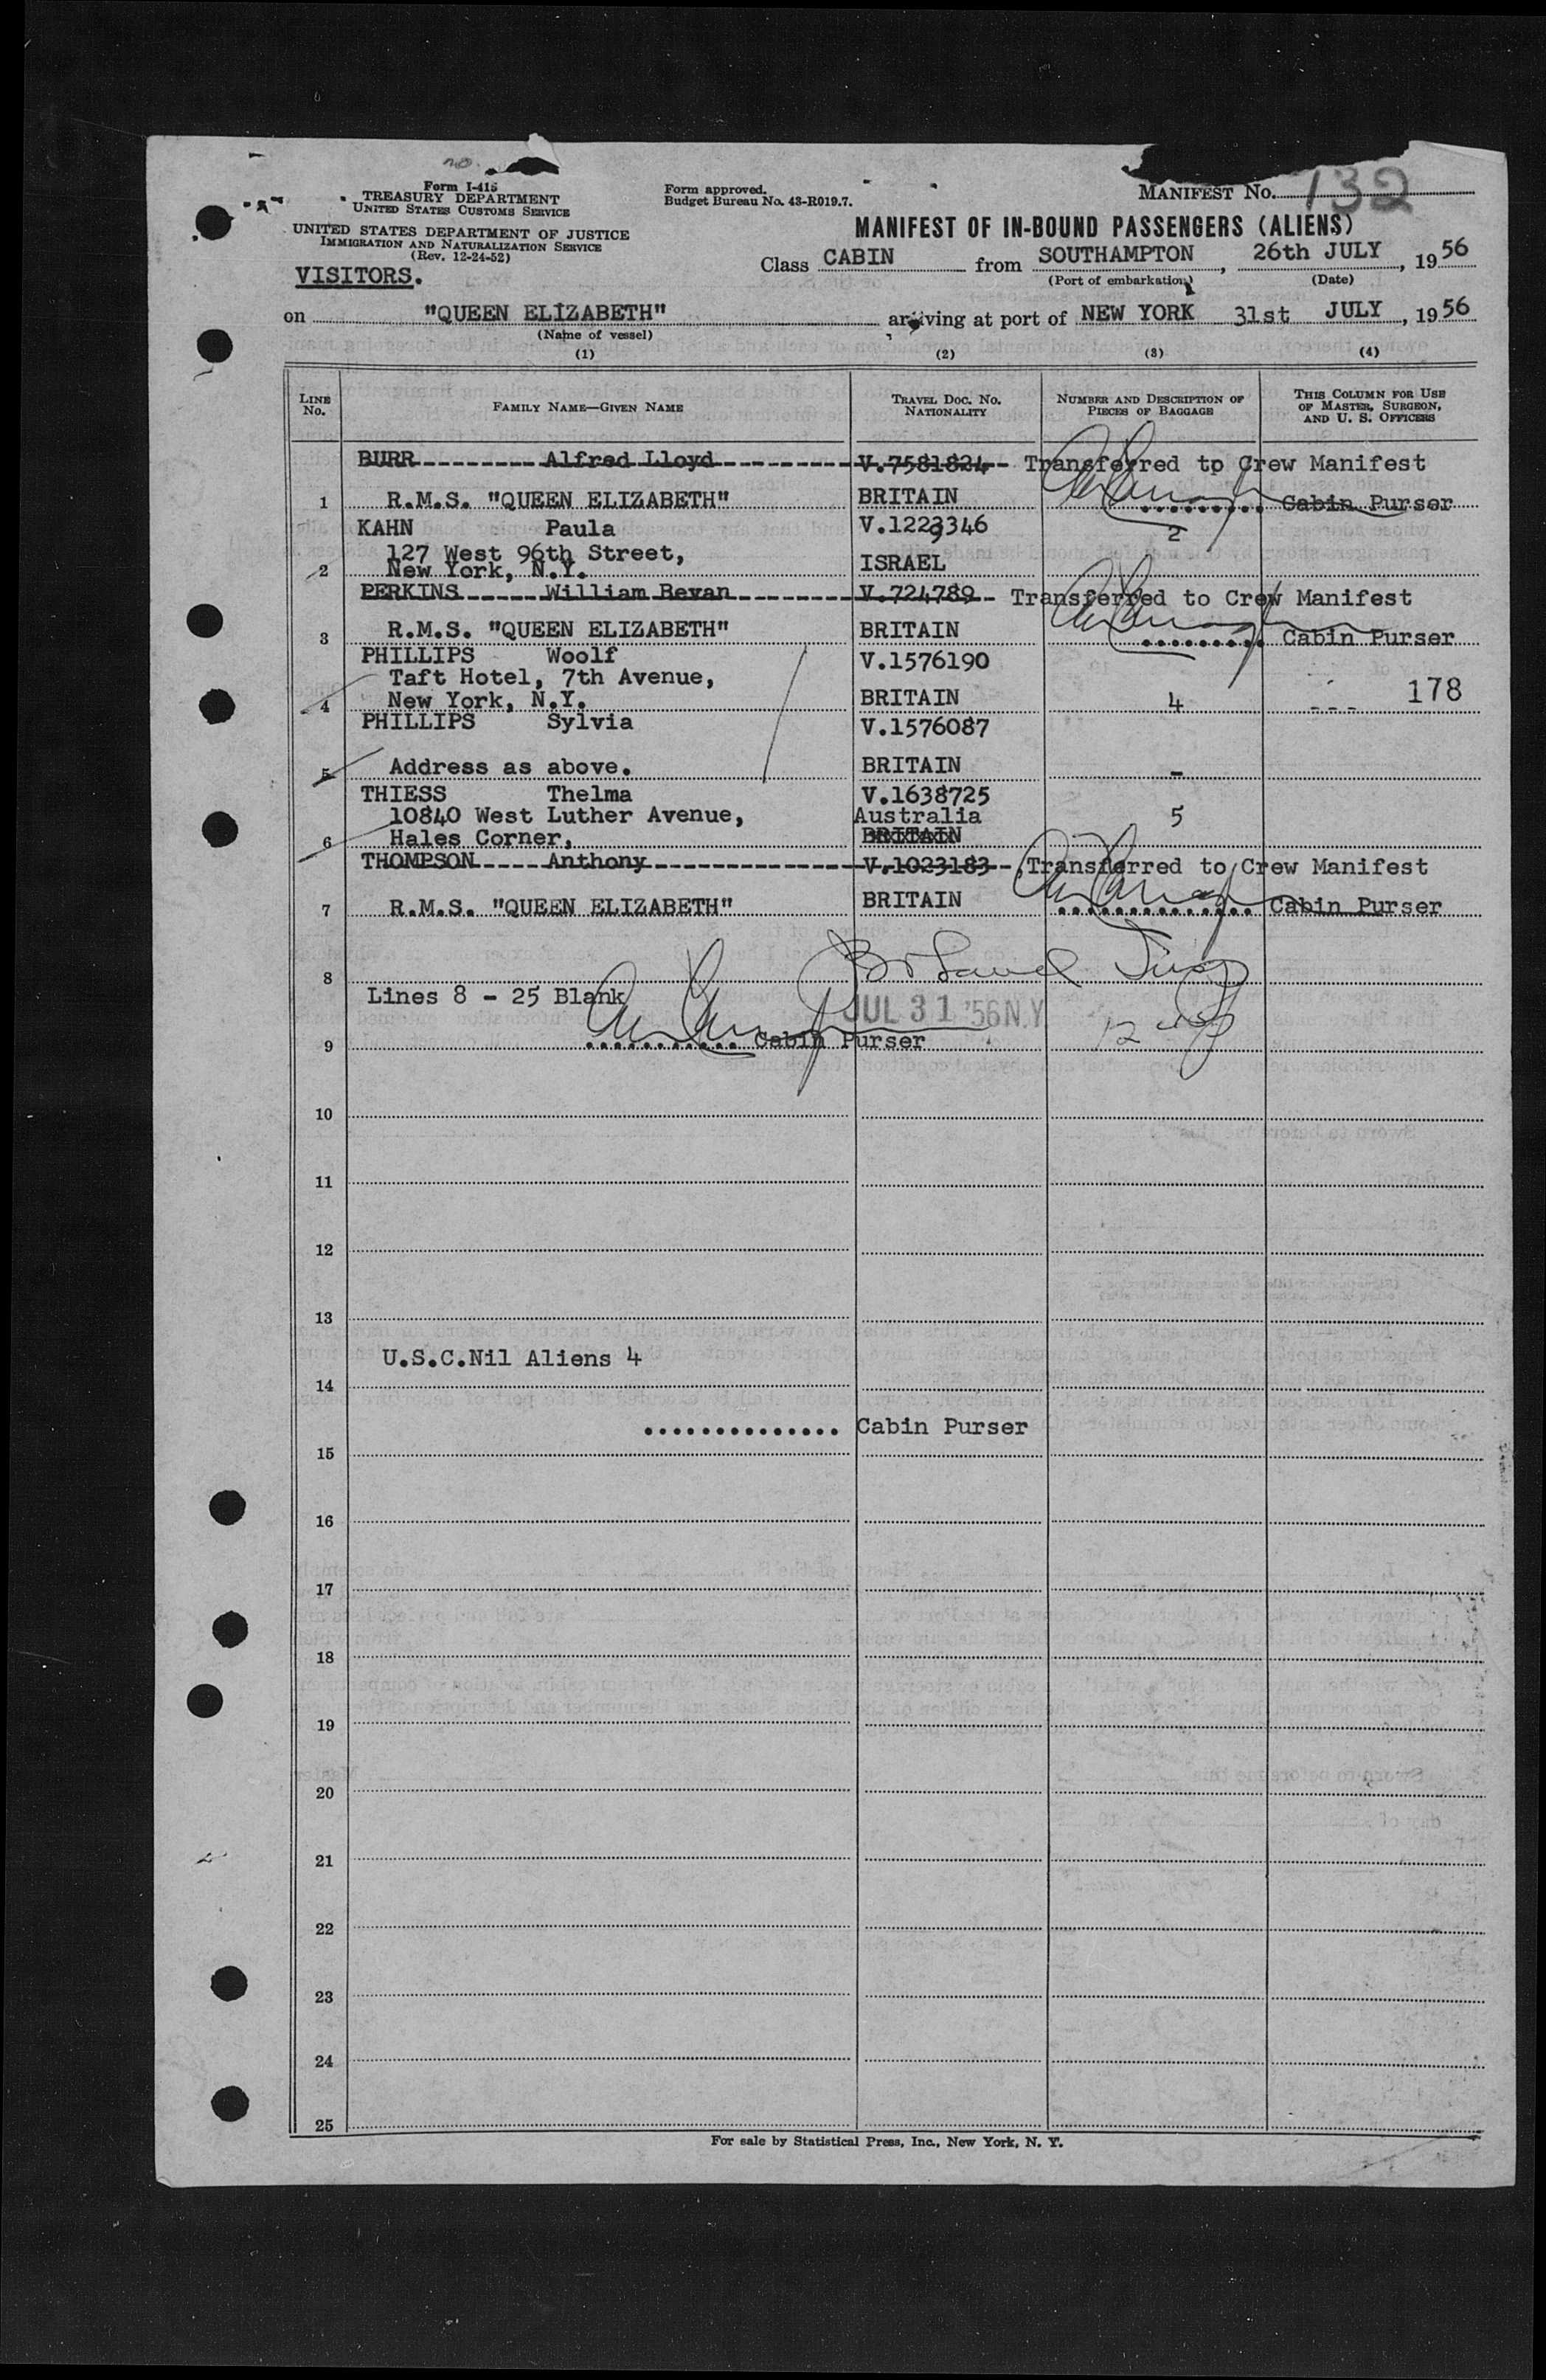 Form I-415
TREASURY DEPARTMENT
UNITED STATES CUSTOMS SERVICE
UNITED STATES DEPARTMENT OF JUSTICE
IMMIGRATION AND NATURALIZATION SERVICE
(Rev. 12-24-52)
VISITORS.
Form approved.
Budget Bureau No. 43-R019.7.
MANIFEST No. 132
MANIFEST OF IN-BOUND PASSENGERS (ALIENS)
Class CABIN from SOUTHAMPTON, 26th JULY, 1956
(Port of embarkation) (Date)
on "QUEEN ELIZABETH" arriving at port of NEW YORK 31st JULY, 1956
(Name of vessel)
(1) (2) (3) (4)
LINE No. FAMILY NAME—GIVEN NAME TRAVEL DOC. No. NATIONALITY NUMBER AND DESCRIPTION OF PIECES OF BAGGAGE THIS COLUMN FOR USE OF MASTER, SURGEON, AND U. S. OFFICERS
BURR Alfred Lloyd V.7581824 Transferred to Crew Manifest
1 R.M.S. "QUEEN ELIZABETH" BRITAIN Cabin Purser
KAHN Paula V.1223346 2
127 West 96th Street,
2 New York, N.Y. ISRAEL
PERKINS William Bevan V.724789 Transferred to Crew Manifest
3 R.M.S. "QUEEN ELIZABETH" BRITAIN Cabin Purser
PHILLIPS Woolf V.1576190
Taft Hotel, 7th Avenue,
4 New York, N.Y. BRITAIN 4 --- 178
PHILLIPS Sylvia V.1576087
5 Address as above. BRITAIN -
THIESS Thelma V.1638725
10840 West Luther Avenue, Australia 5
6 Hales Corner, BRITAIN
THOMPSON Anthony V.1023183 Transferred to Crew Manifest
7 R.M.S. "QUEEN ELIZABETH" BRITAIN Cabin Purser
8
Lines 8 - 25 Blank
JUL 31 '56 N.Y
9 Cabin Purser 12
10
11
12
13
U.S.C.Nil Aliens 4
14
Cabin Purser
15
16
17
18
19
20
21
22
23
24
25
For sale by Statistical Press, Inc., New York, N. Y.